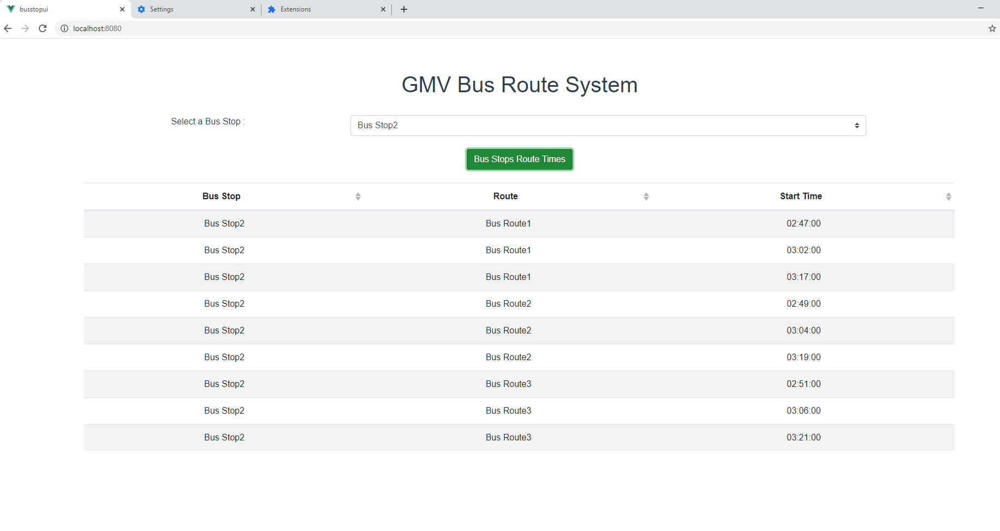 busstopui Settings Extensions
localhost:8080
GMV Bus Route System
Select a Bus Stop : Bus Stop2
Bus Stops Route Times
Bus Stop Route Start Time
Bus Stop2 Bus Route1 02:47:00
Bus Stop2 Bus Route1 03:02:00
Bus Stop2 Bus Route1 03:17:00
Bus Stop2 Bus Route2 02:49:00
Bus Stop2 Bus Route2 03:04:00
Bus Stop2 Bus Route2 03:19:00
Bus Stop2 Bus Route3 02:51:00
Bus Stop2 Bus Route3 03:06:00
Bus Stop2 Bus Route3 03:21:00